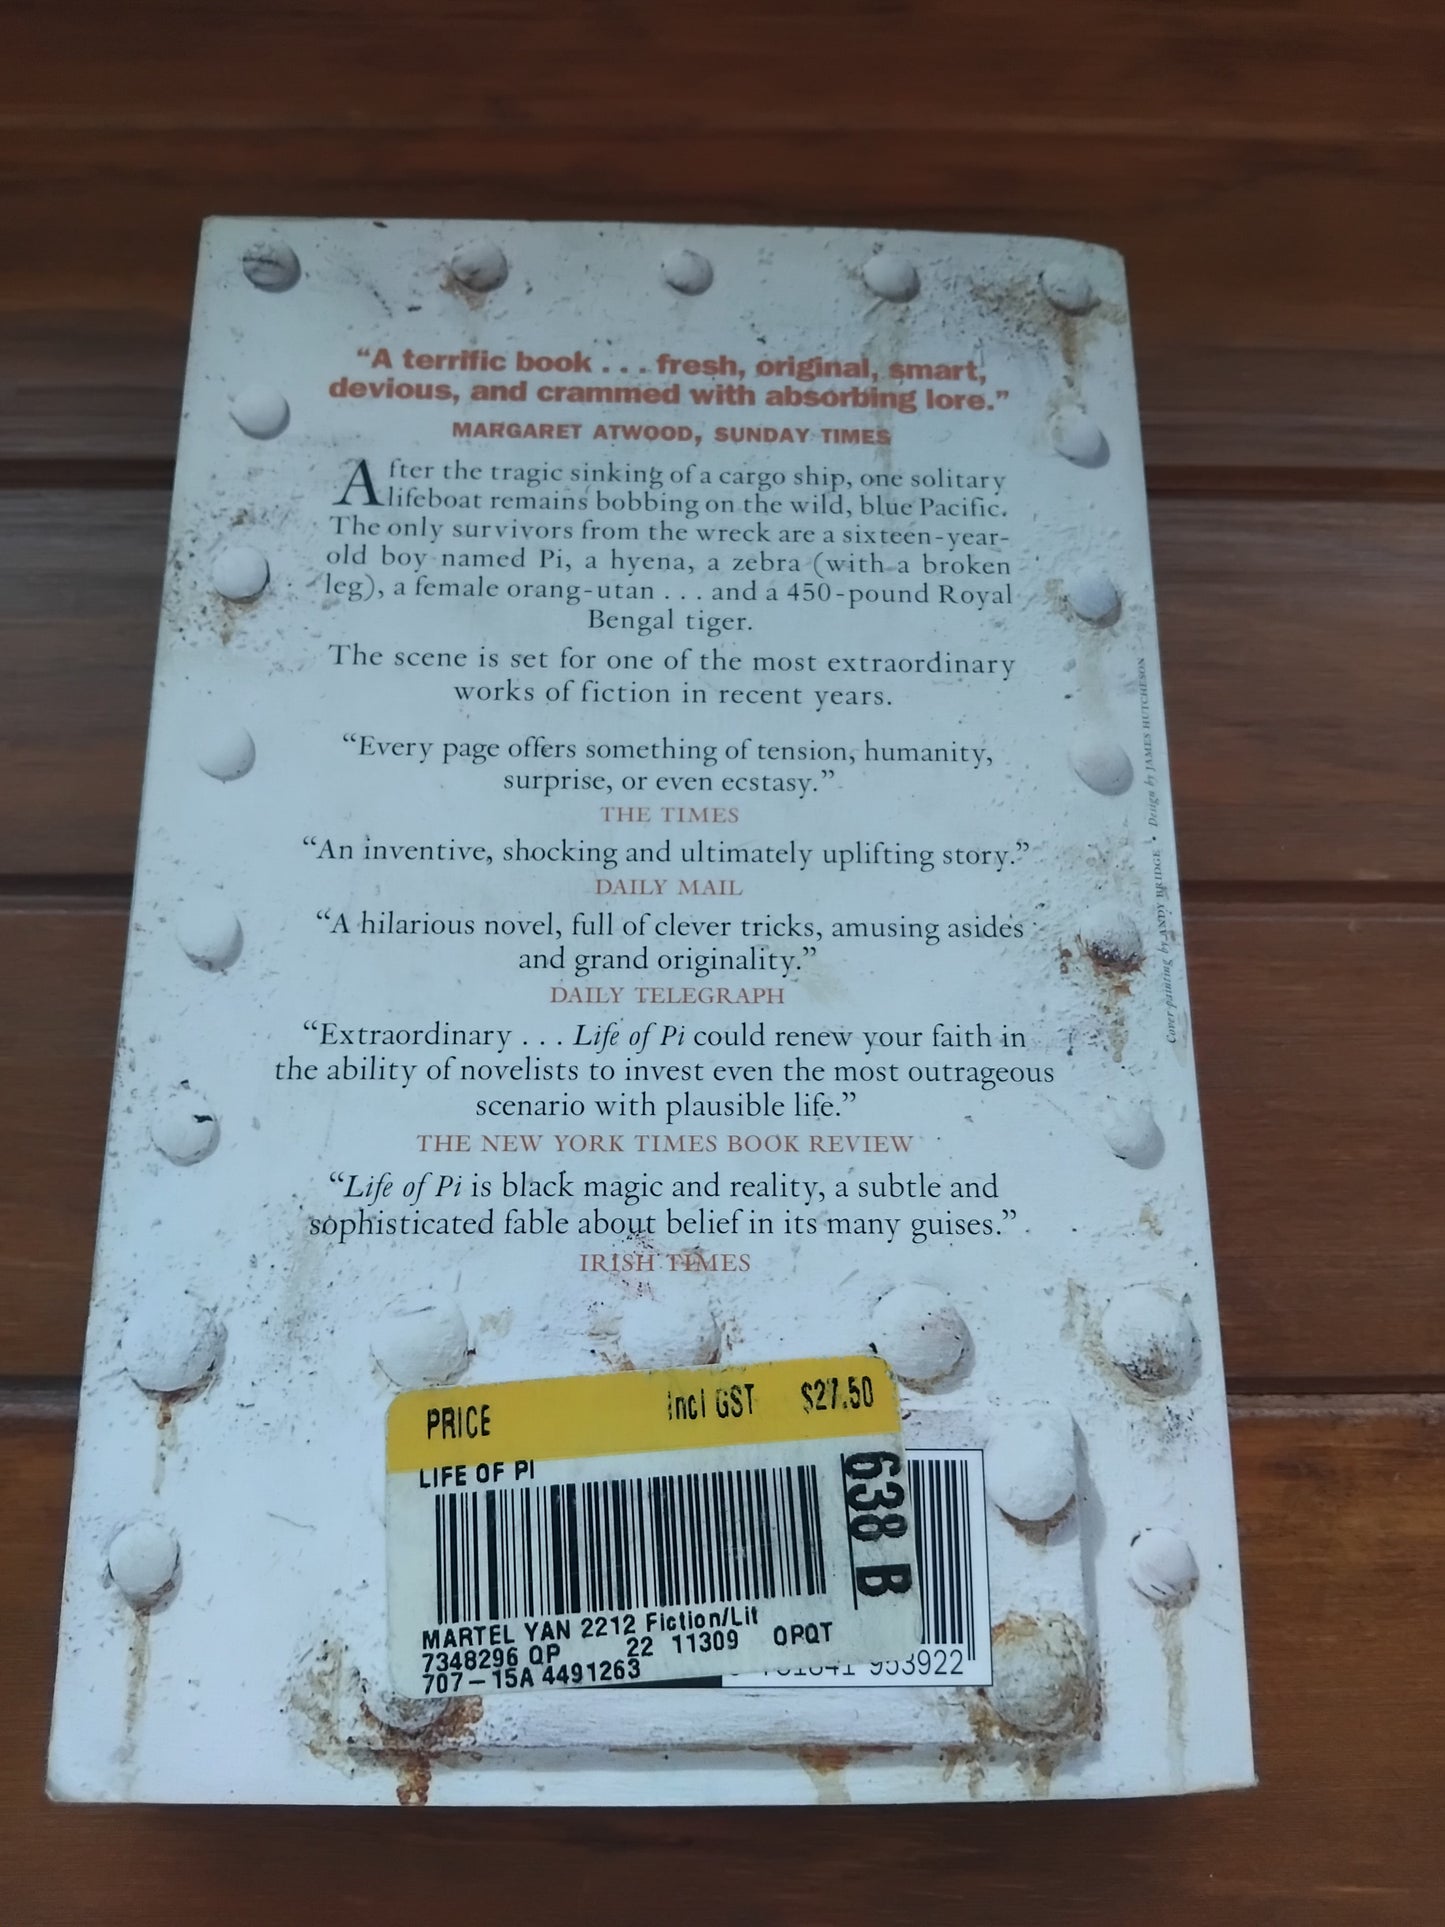 “A terrific book . . . fresh, original, smart,
devious, and crammed with absorbing lore.”
MARGARET ATWOOD, SUNDAY TIMES
After the tragic sinking of a cargo ship, one solitary
lifeboat remains bobbing on the wild, blue Pacific.
The only survivors from the wreck are a sixteen-year-
old boy named Pi, a hyena, a zebra (with a broken
leg), a female orang-utan . . . and a 450-pound Royal
Bengal tiger.
The scene is set for one of the most extraordinary
works of fiction in recent years.
“Every page offers something of tension, humanity,
surprise, or even ecstasy.”
THE TIMES
“An inventive, shocking and ultimately uplifting story.”
DAILY MAIL
“A hilarious novel, full of clever tricks, amusing asides
and grand originality.”
DAILY TELEGRAPH
“Extraordinary . . . Life of Pi could renew your faith in
the ability of novelists to invest even the most outrageous
scenario with plausible life.”
THE NEW YORK TIMES BOOK REVIEW
“Life of Pi is black magic and reality, a subtle and
sophisticated fable about belief in its many guises.”
IRISH TIMES
Cover painting by ANDY BRIDGE • Design by JAMES HUTCHESON
PRICE incl GST $27.50
LIFE OF PI
638 B
MARTEL YAN 2212 Fiction/Lit
7348296 QP 22 11309 OPQT
707-15A 4491263
953922